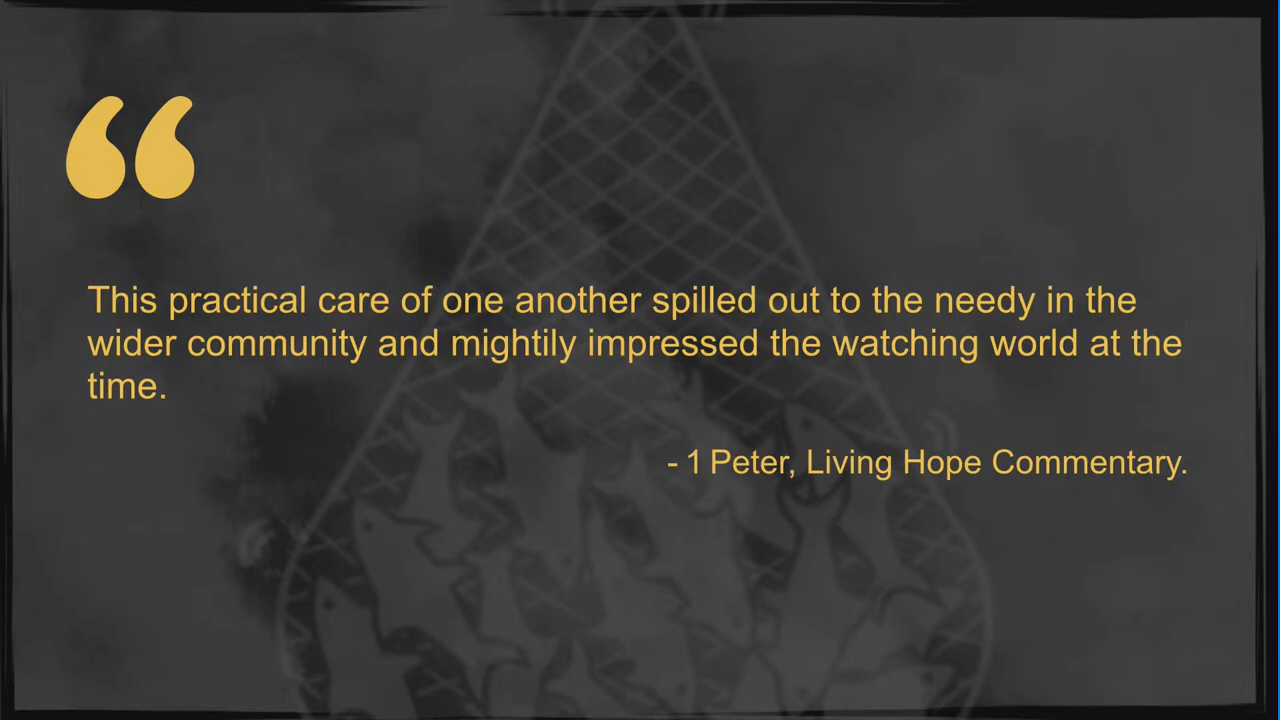 “
This practical care of one another spilled out to the needy in the
wider community and mightily impressed the watching world at the
time.
- 1 Peter, Living Hope Commentary.